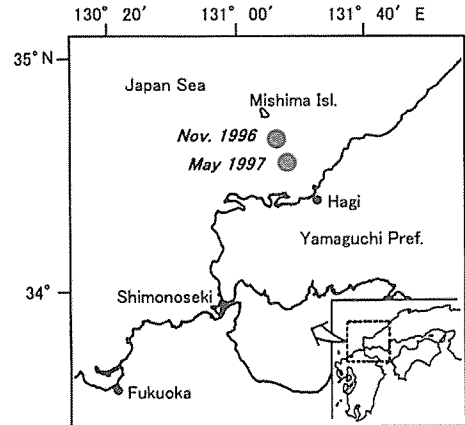 130° 20′ 131° 00′ 131° 40′ E
35°N
Japan Sea
Mishima Isl.
Nov. 1996
May 1997
Hagi
Yamaguchi Pref.
34°
Shimonoseki
Fukuoka